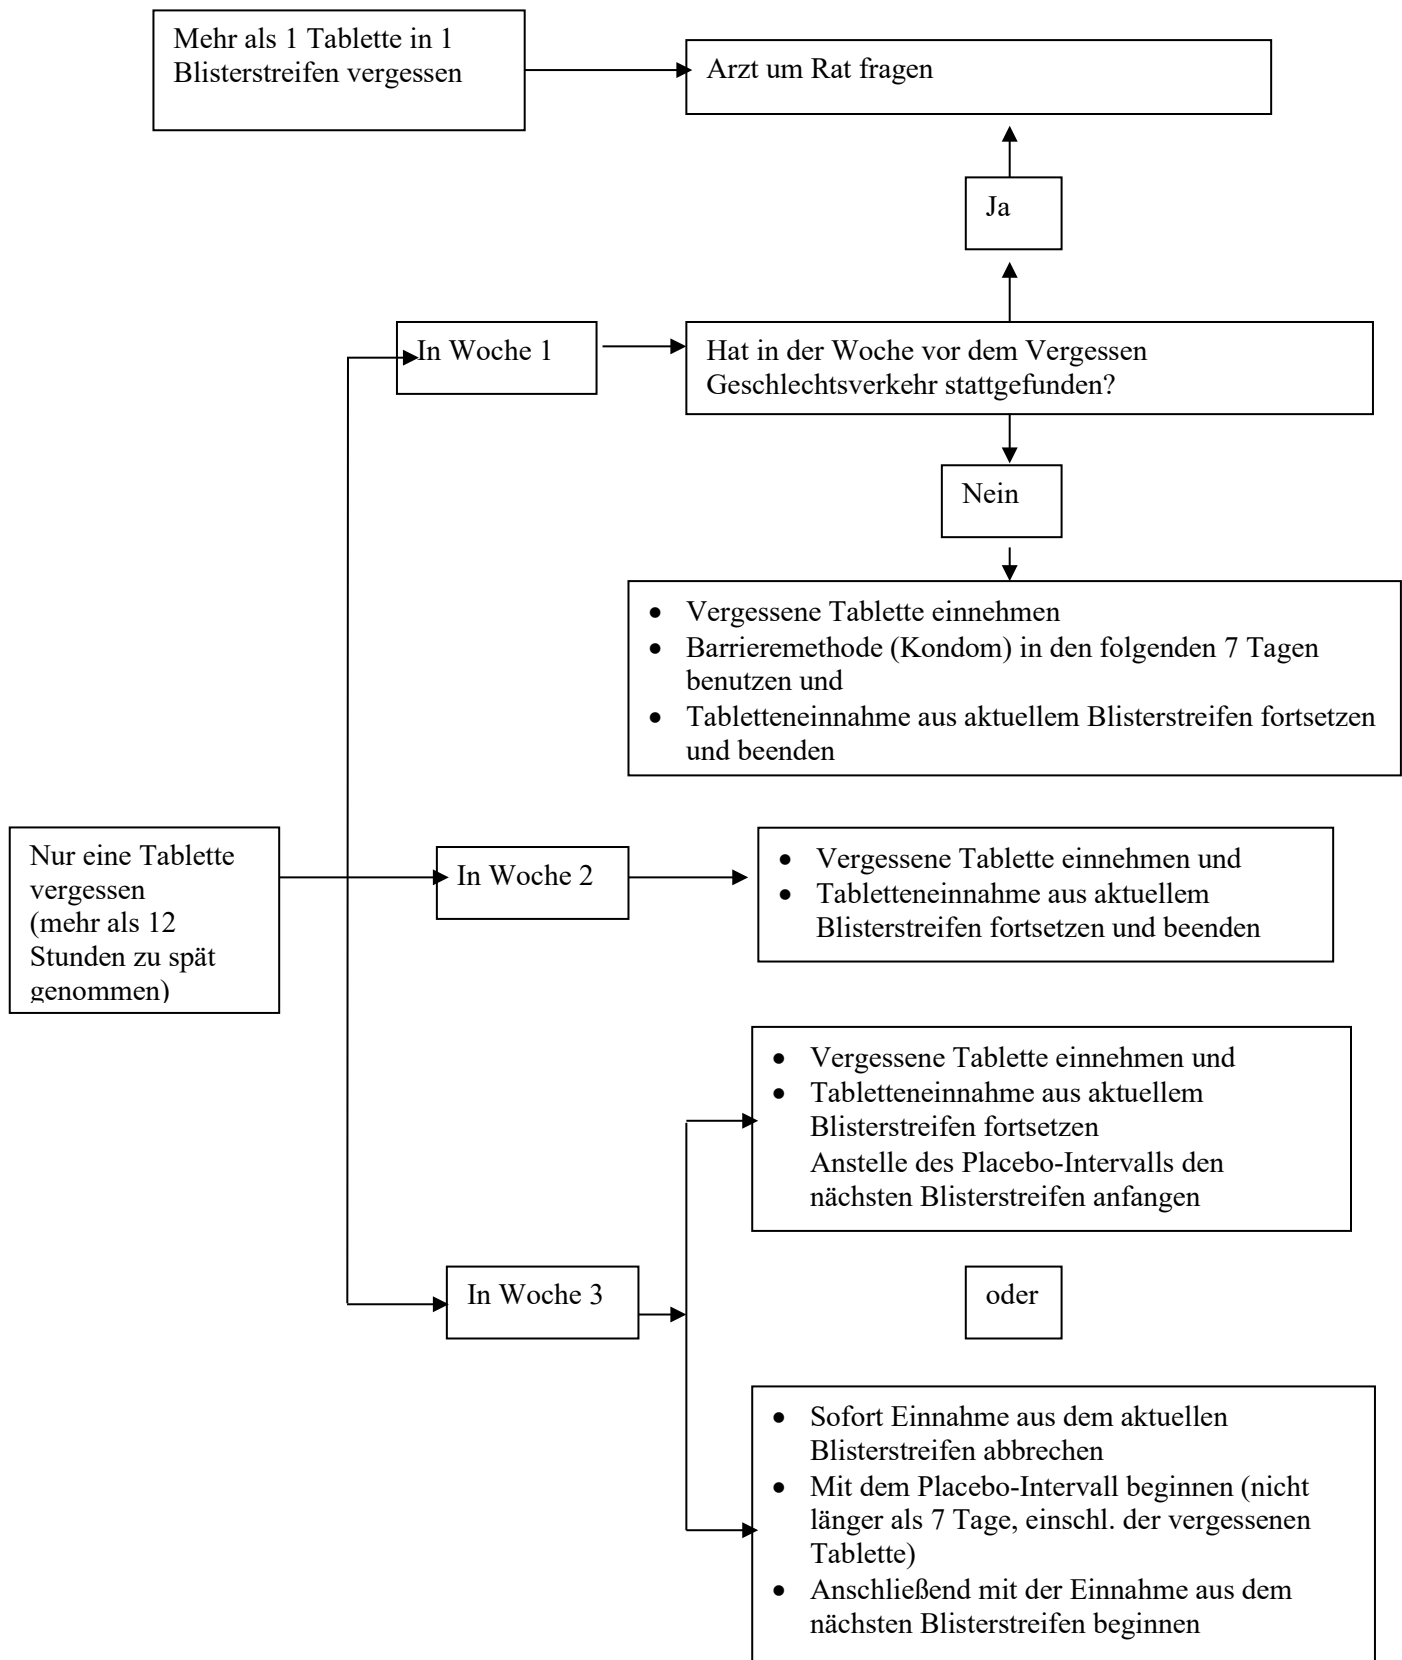 Mehr als 1 Tablette in 1
Blisterstreifen vergessen
Arzt um Rat fragen
Ja
In Woche 1
Hat in der Woche vor dem Vergessen
Geschlechtsverkehr stattgefunden?
Nein
• Vergessene Tablette einnehmen
• Barrieremethode (Kondom) in den folgenden 7 Tagen
benutzen und
• Tabletteneinnahme aus aktuellem Blisterstreifen fortsetzen
und beenden
Nur eine Tablette
vergessen
(mehr als 12
Stunden zu spät
genommen)
In Woche 2
• Vergessene Tablette einnehmen und
• Tabletteneinnahme aus aktuellem
Blisterstreifen fortsetzen und beenden
• Vergessene Tablette einnehmen und
• Tabletteneinnahme aus aktuellem
Blisterstreifen fortsetzen
Anstelle des Placebo-Intervalls den
nächsten Blisterstreifen anfangen
In Woche 3
oder
• Sofort Einnahme aus dem aktuellen
Blisterstreifen abbrechen
• Mit dem Placebo-Intervall beginnen (nicht
länger als 7 Tage, einschl. der vergessenen
Tablette)
• Anschließend mit der Einnahme aus dem
nächsten Blisterstreifen beginnen